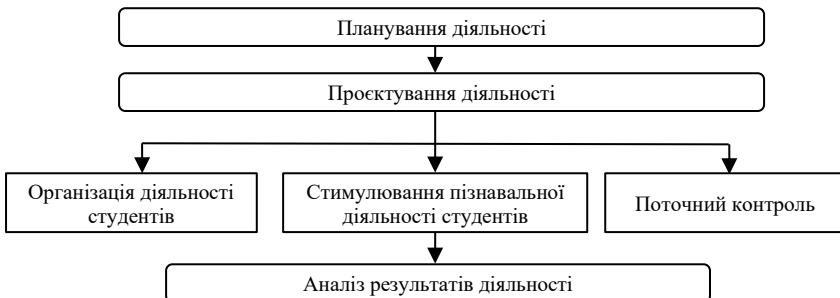 Планування діяльності
Проєктування діяльності
Організація діяльності
студентів
Стимулювання пізнавальної
діяльності студентів
Поточний контроль
Аналіз результатів діяльності